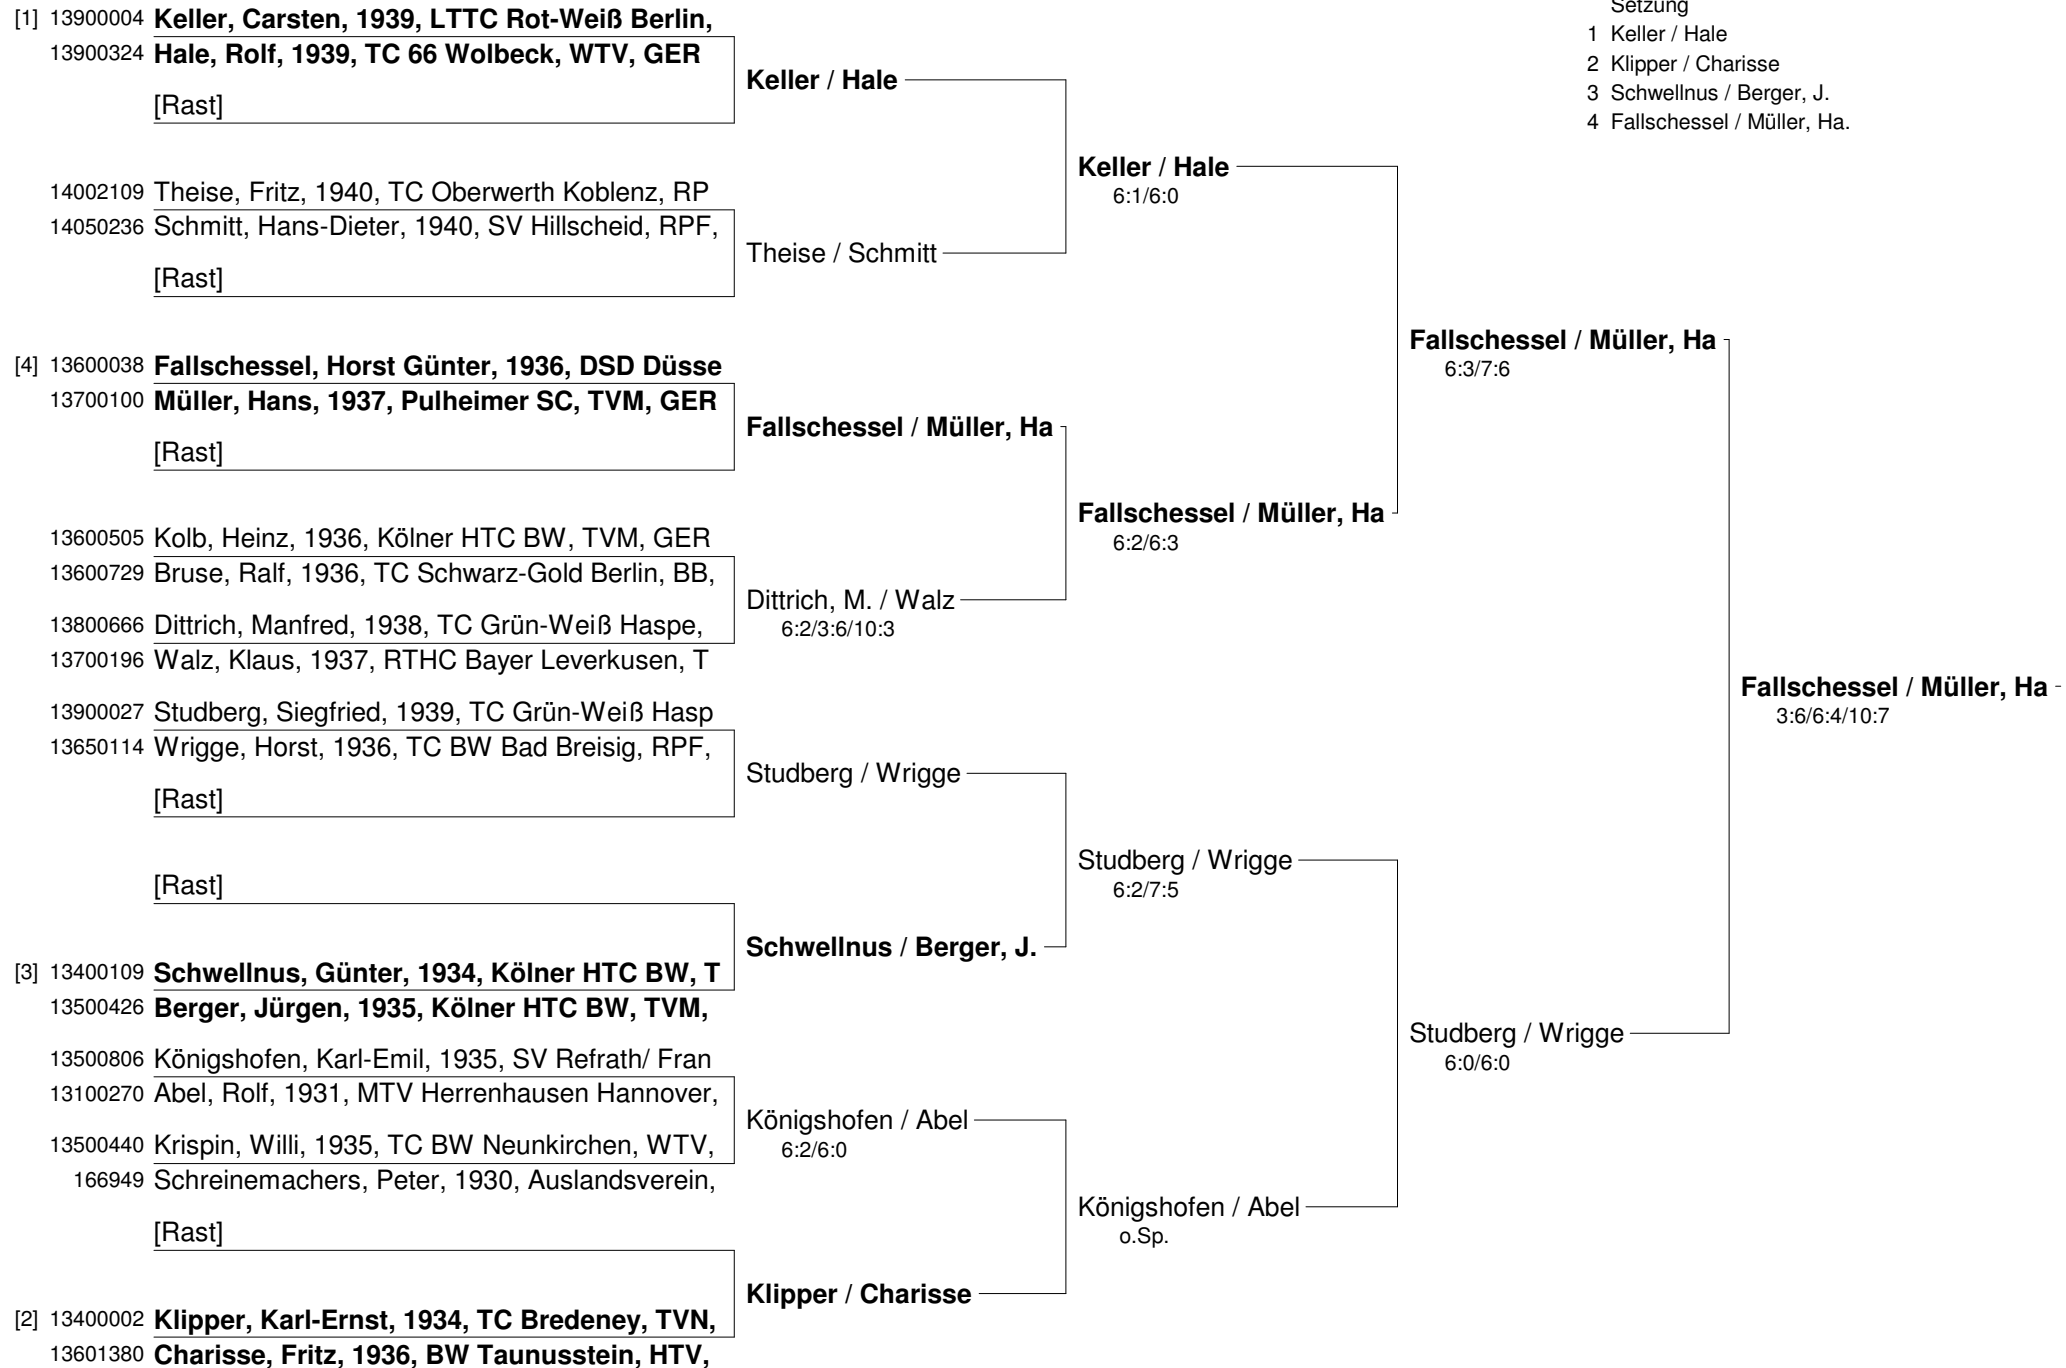 [1] 13900004 Keller, Carsten, 1939, LTTC Rot-Weiß Berlin,
13900324 Hale, Rolf, 1939, TC 66 Wolbeck, WTV, GER
[Rast]
14002109 Theise, Fritz, 1940, TC Oberwerth Koblenz, RP
14050236 Schmitt, Hans-Dieter, 1940, SV Hillscheid, RPF,
[Rast]
[4] 13600038 Fallschessel, Horst Günter, 1936, DSD Düsse
13700100 Müller, Hans, 1937, Pulheimer SC, TVM, GER
[Rast]
13600505 Kolb, Heinz, 1936, Kölner HTC BW, TVM, GER
13600729 Bruse, Ralf, 1936, TC Schwarz-Gold Berlin, BB,
13800666 Dittrich, Manfred, 1938, TC Grün-Weiß Haspe,
13700196 Walz, Klaus, 1937, RTHC Bayer Leverkusen, T
13900027 Studberg, Siegfried, 1939, TC Grün-Weiß Hasp
13650114 Wrigge, Horst, 1936, TC BW Bad Breisig, RPF,
[Rast]
[Rast]
[3] 13400109 Schwellnus, Günter, 1934, Kölner HTC BW, T
13500426 Berger, Jürgen, 1935, Kölner HTC BW, TVM,
13500806 Königshofen, Karl-Emil, 1935, SV Refrath/ Fran
13100270 Abel, Rolf, 1931, MTV Herrenhausen Hannover,
13500440 Krispin, Willi, 1935, TC BW Neunkirchen, WTV,
166949 Schreinemachers, Peter, 1930, Auslandsverein,
[Rast]
[2] 13400002 Klipper, Karl-Ernst, 1934, TC Bredeney, TVN,
13601380 Charisse, Fritz, 1936, BW Taunusstein, HTV,
Keller / Hale
Theise / Schmitt
Fallschessel / Müller, Ha
Dittrich, M. / Walz
6:2/3:6/10:3
Studberg / Wrigge
Schwellnus / Berger, J.
Königshofen / Abel
6:2/6:0
Klipper / Charisse
Keller / Hale
6:1/6:0
Fallschessel / Müller, Ha
6:2/6:3
Studberg / Wrigge
6:2/7:5
Königshofen / Abel
o.Sp.
Fallschessel / Müller, Ha
6:3/7:6
Studberg / Wrigge
6:0/6:0
Fallschessel / Müller, Ha
3:6/6:4/10:7
Setzung
1 Keller / Hale
2 Klipper / Charisse
3 Schwellnus / Berger, J.
4 Fallschessel / Müller, Ha.